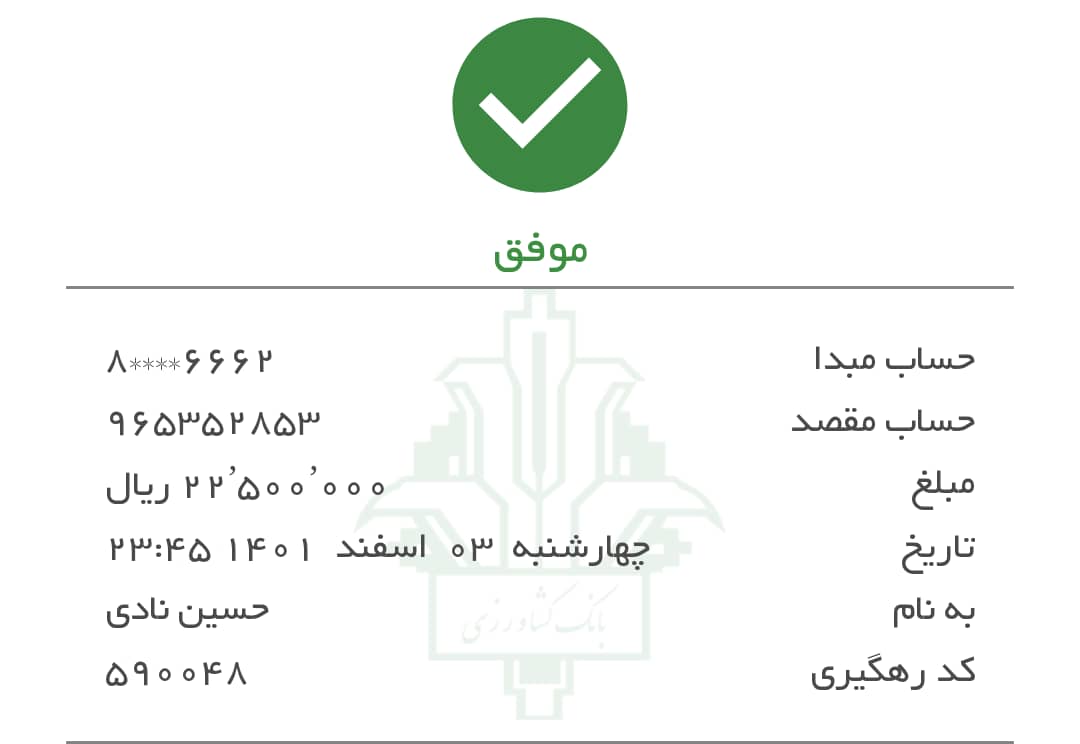 موفق
حساب مبدا ۸****۶۶۶۲
حساب مقصد ۹۶۵۳۵۲۸۵۳
مبلغ ۲۲٬۵۰۰٬۰۰۰ ریال
تاریخ چهارشنبه ۰۳ اسفند ۱۴۰۱ ۲۳:۴۵
به نام حسین نادی
کد رهگیری ۵۹۰۰۴۸
بانک کشاورزی